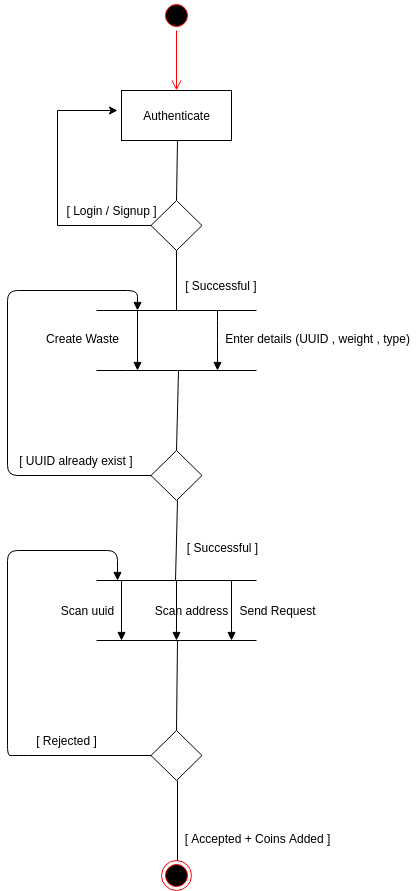 Authenticate
[ Login / Signup ]
[ Successful ]
Create Waste
Enter details (UUID , weight , type)
[ UUID already exist ]
[ Successful ]
Scan uuid
Scan address
Send Request
[ Rejected ]
[ Accepted + Coins Added ]